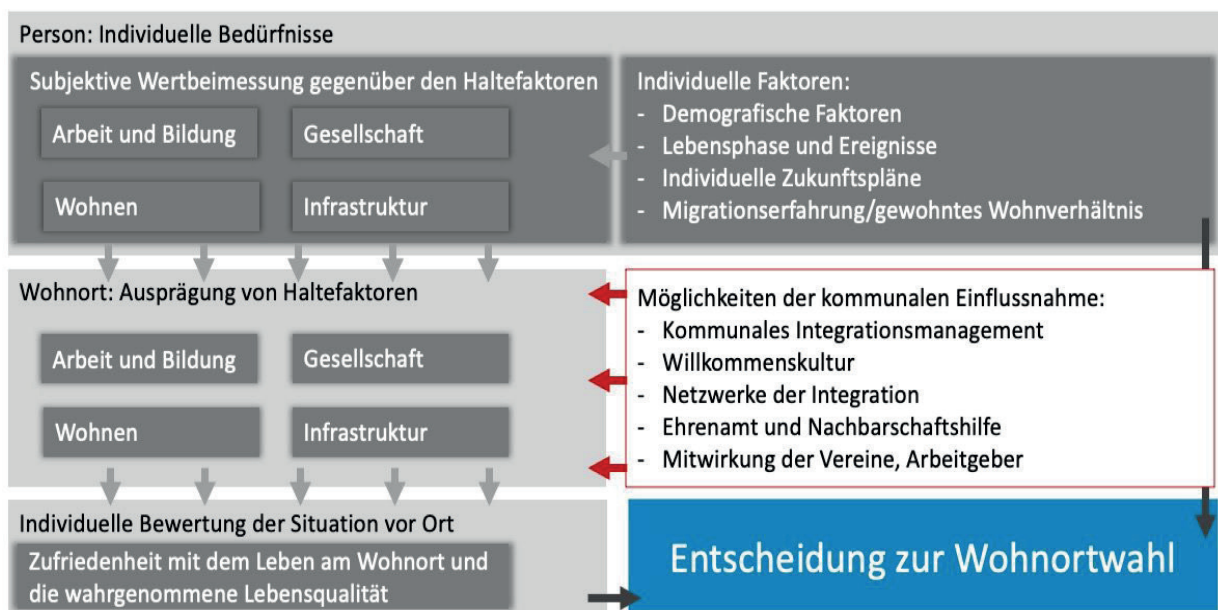 Person: Individuelle Bedürfnisse
Subjektive Wertbeimessung gegenüber den Haltefaktoren
Arbeit und Bildung
Gesellschaft
Wohnen
Infrastruktur
Individuelle Faktoren:
- Demografische Faktoren
- Lebensphase und Ereignisse
- Individuelle Zukunftspläne
- Migrationserfahrung/gewohntes Wohnverhältnis
Wohnort: Ausprägung von Haltefaktoren
Arbeit und Bildung
Gesellschaft
Wohnen
Infrastruktur
Möglichkeiten der kommunalen Einflussnahme:
- Kommunales Integrationsmanagement
- Willkommenskultur
- Netzwerke der Integration
- Ehrenamt und Nachbarschaftshilfe
- Mitwirkung der Vereine, Arbeitgeber
Individuelle Bewertung der Situation vor Ort
Zufriedenheit mit dem Leben am Wohnort und
die wahrgenommene Lebensqualität
Entscheidung zur Wohnortwahl